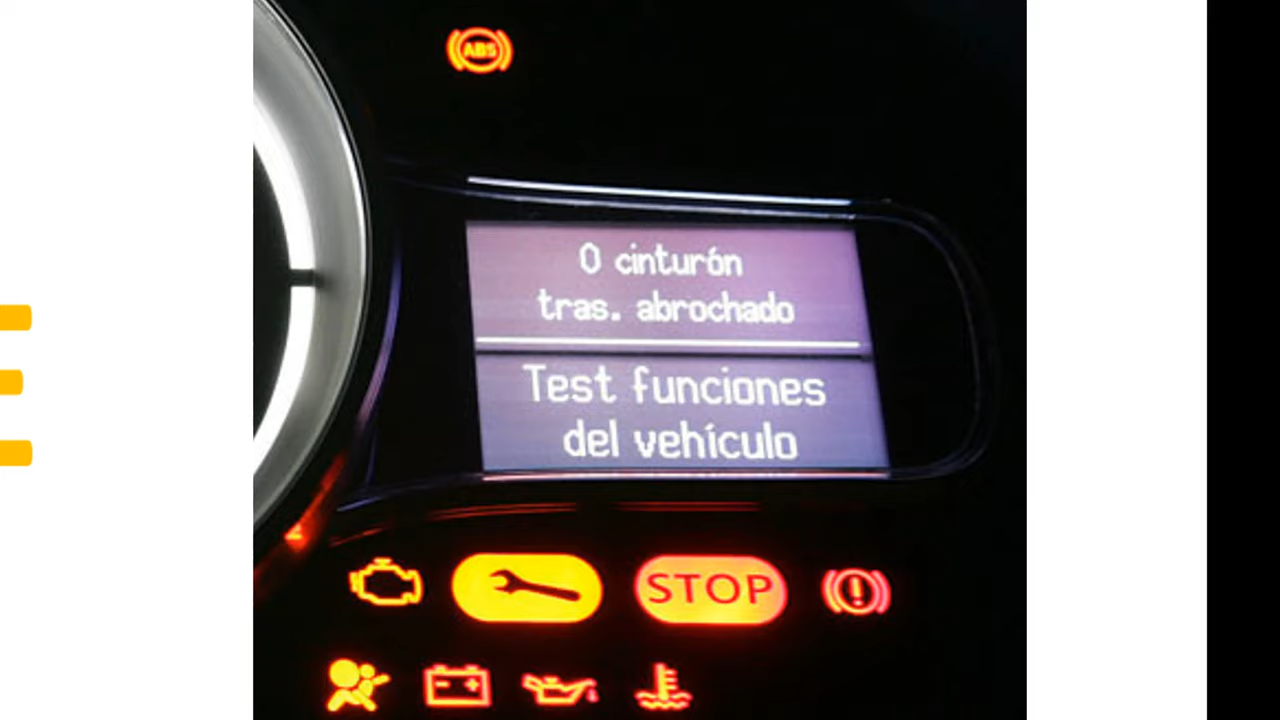 ABS
0 cinturón
tras. abrochado
Test funciones
del vehículo
STOP